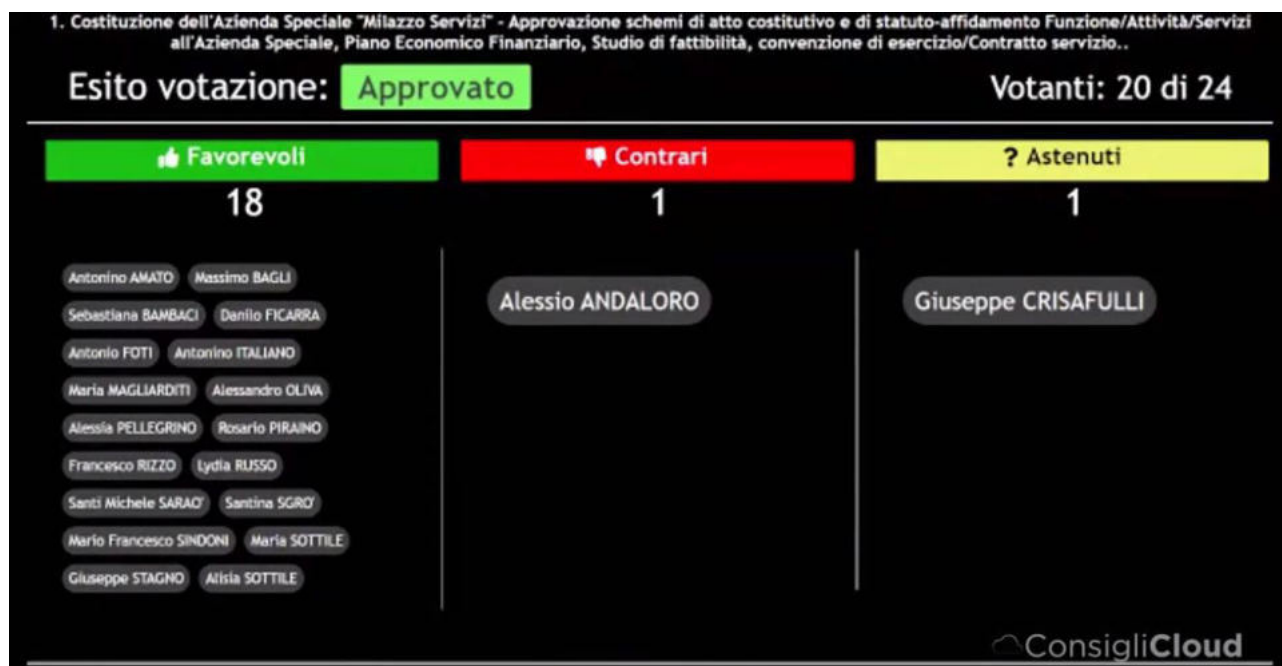 1. Costituzione dell'Azienda Speciale "Milazzo Servizi" - Approvazione schemi di atto costitutivo e di statuto-affidamento Funzione/Attività/Servizi
all'Azienda Speciale, Piano Economico Finanziario, Studio di fattibilità, convenzione di esercizio/Contratto servizio..
Esito votazione: Approvato Votanti: 20 di 24
Favorevoli Contrari ? Astenuti
18 1 1
Antonino AMATO Massimo BAGLI
Alessio ANDALORO Giuseppe CRISAFULLI
Sebastiana BAMBACI Danilo FICARRA
Antonio FOTI Antonino ITALIANO
Maria MAGLIARDITI Alessandro OLIVA
Alessia PELLEGRINO Rosario PIRAINO
Francesco RIZZO Lydia RUSSO
Santi Michele SARAO' Santina SGRO'
Mario Francesco SINDONI Maria SOTTILE
Giuseppe STAGNO Alisia SOTTILE
ConsigliCloud